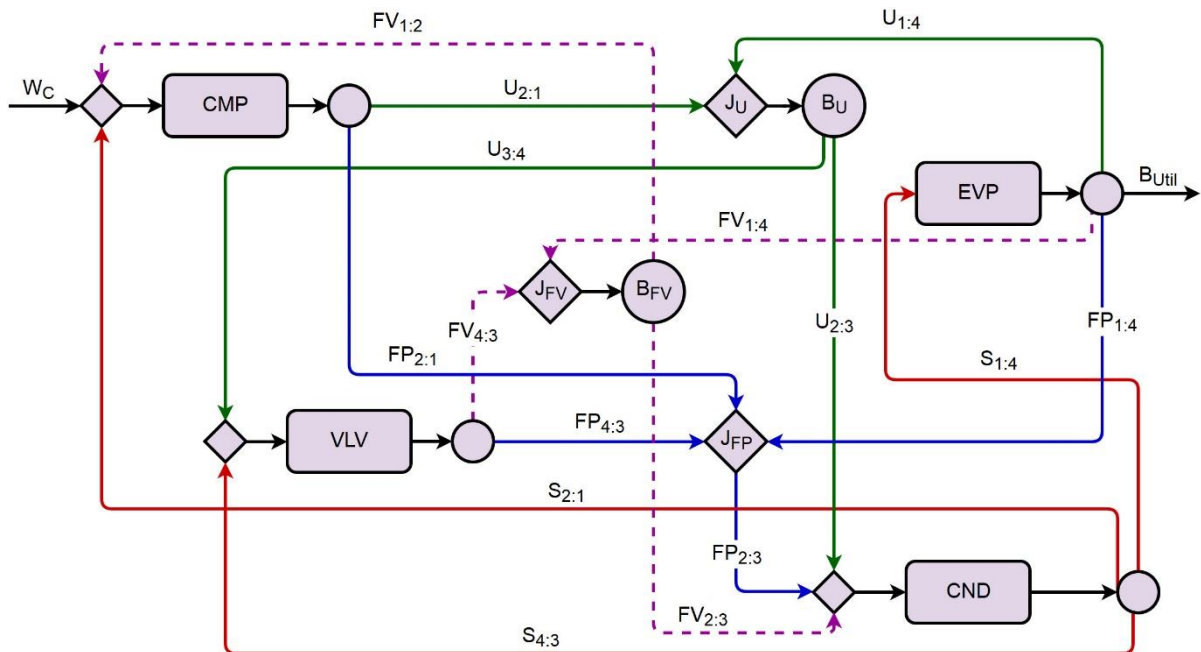 FV1:2
U1:4
WC
CMP
U2:1
JU
BU
U3:4
EVP
BUtil
FV1:4
JFV
BFV
U2:3
FP1:4
FV4:3
FP2:1
S1:4
VLV
FP4:3
JFP
S2:1
FP2:3
CND
FV2:3
S4:3